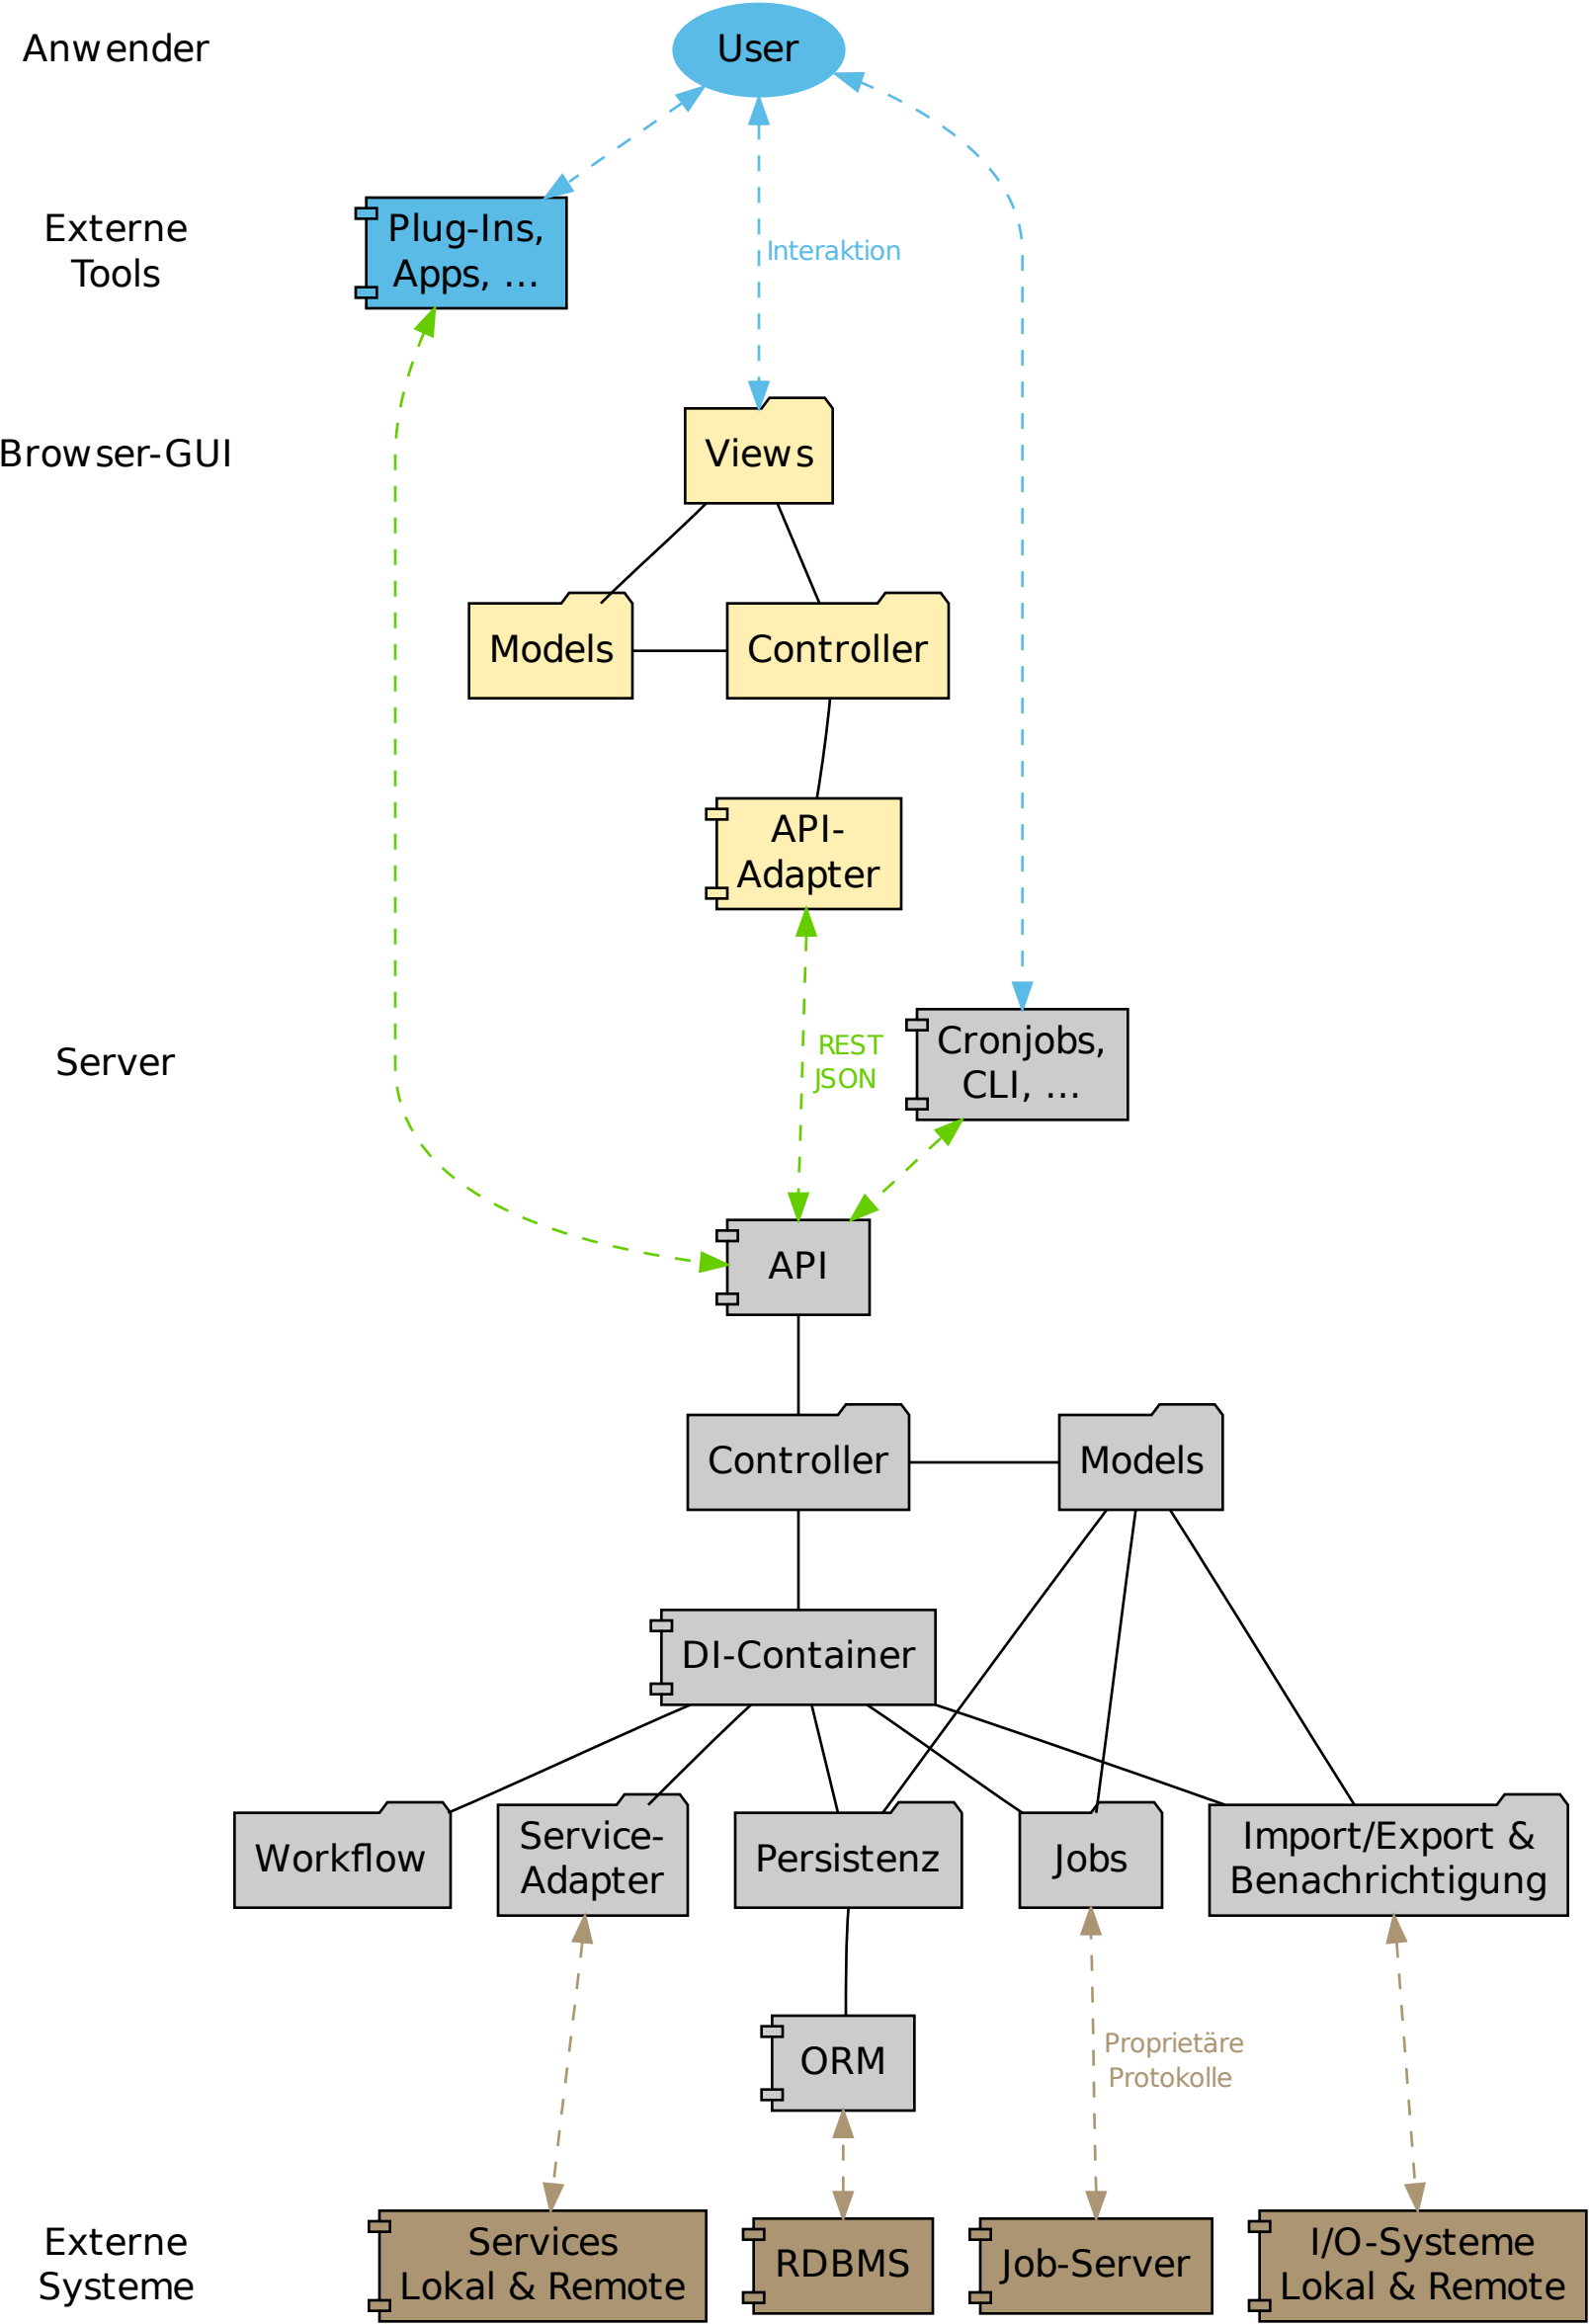 Anwender
User
Externe
Tools
Plug-Ins,
Apps, ...
Interaktion
Browser-GUI
Views
Models
Controller
API-
Adapter
Server
REST
JSON
Cronjobs,
CLI, ...
API
Controller
Models
DI-Container
Workflow
Service-
Adapter
Persistenz
Jobs
Import/Export &
Benachrichtigung
ORM
Proprietäre
Protokolle
Externe
Systeme
Services
Lokal & Remote
RDBMS
Job-Server
I/O-Systeme
Lokal & Remote